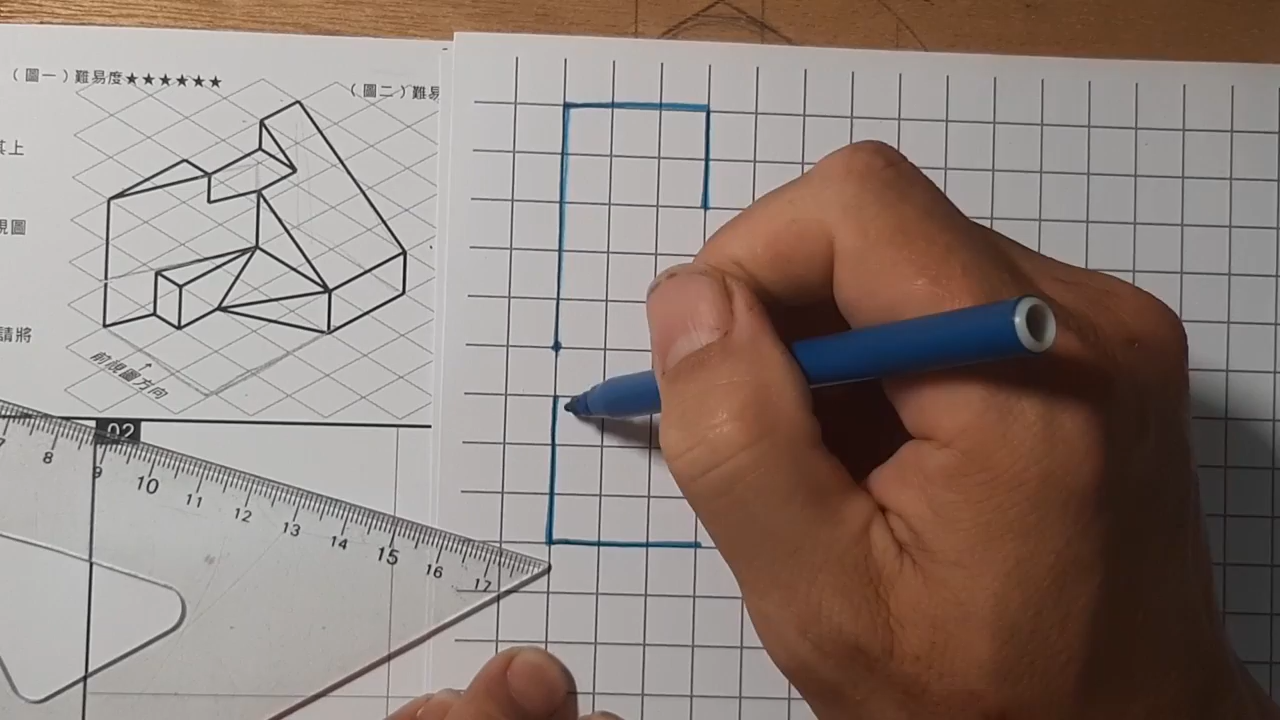 （圖一）難易度★★★★★★
（圖二）難易
其上
視圖
請將
前視圖方向
02
7 8 9 10 11 12 13 14 15 16 17